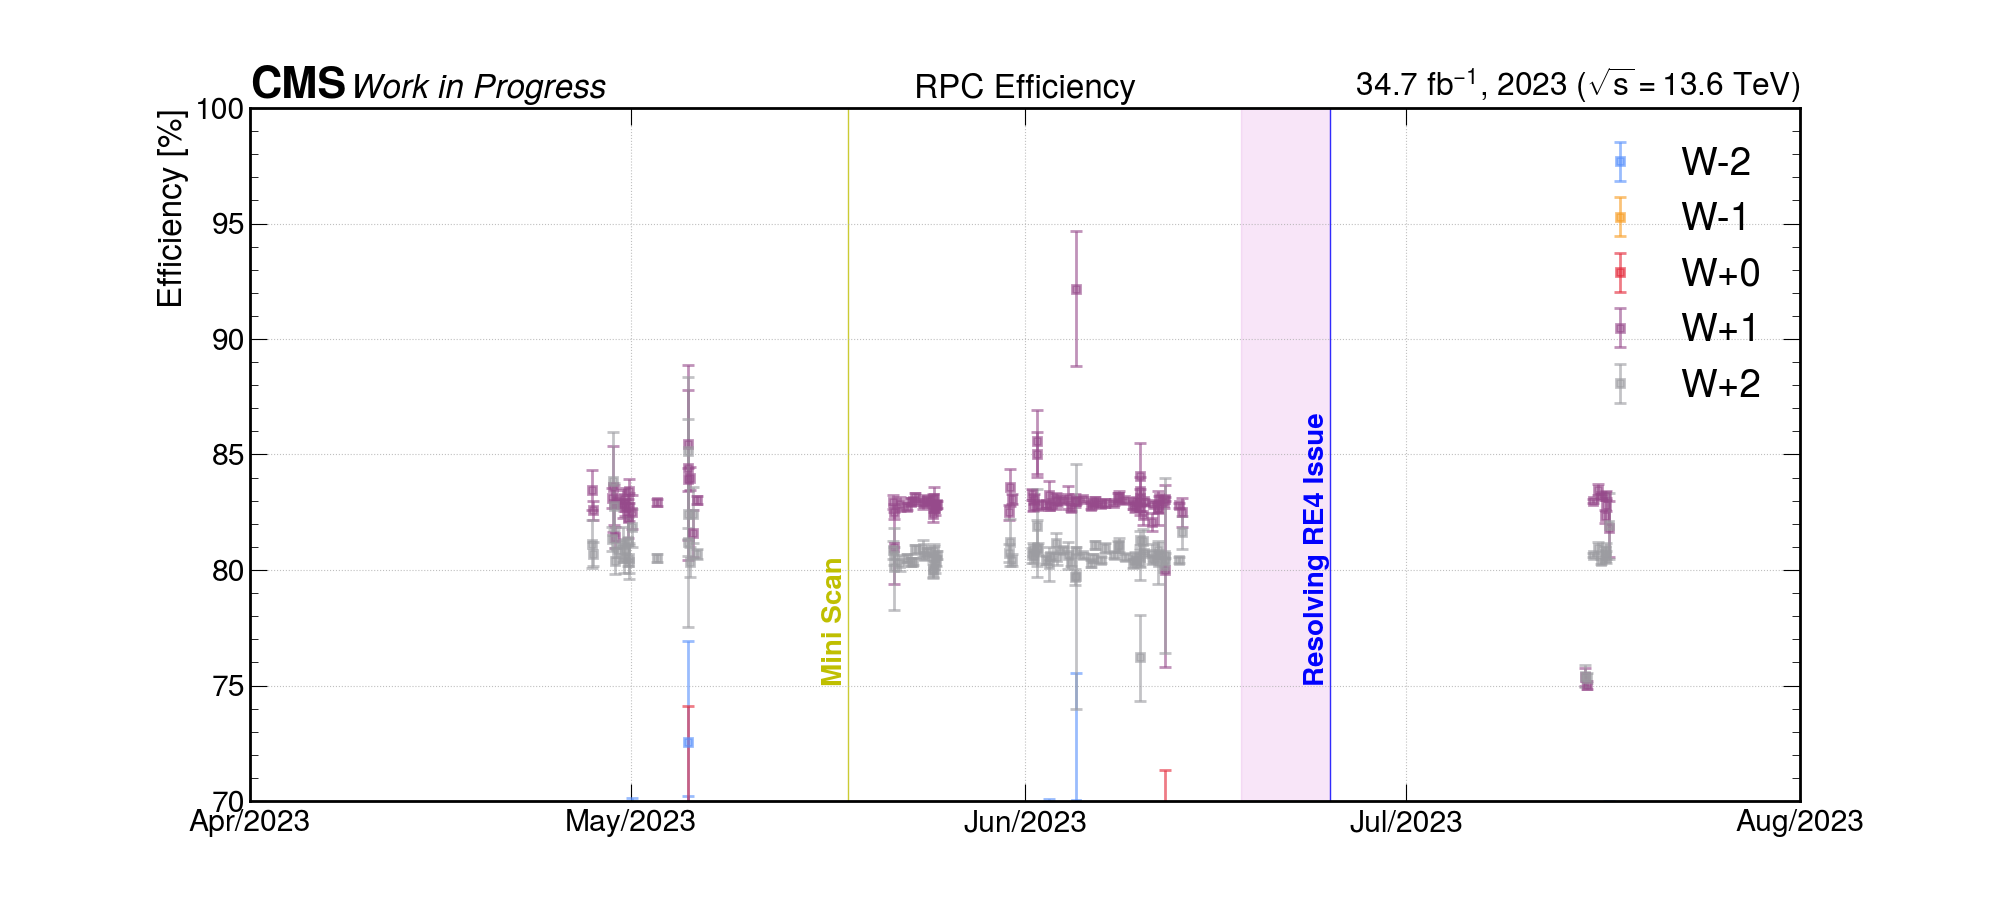 CMS Work in Progress RPC Efficiency 34.7 fb⁻¹, 2023 (√s = 13.6 TeV)
Efficiency [%]
100
95
90
85
80
75
70
W-2
W-1
W+0
W+1
W+2
Mini Scan
Resolving RE4 Issue
Apr/2023 May/2023 Jun/2023 Jul/2023 Aug/2023